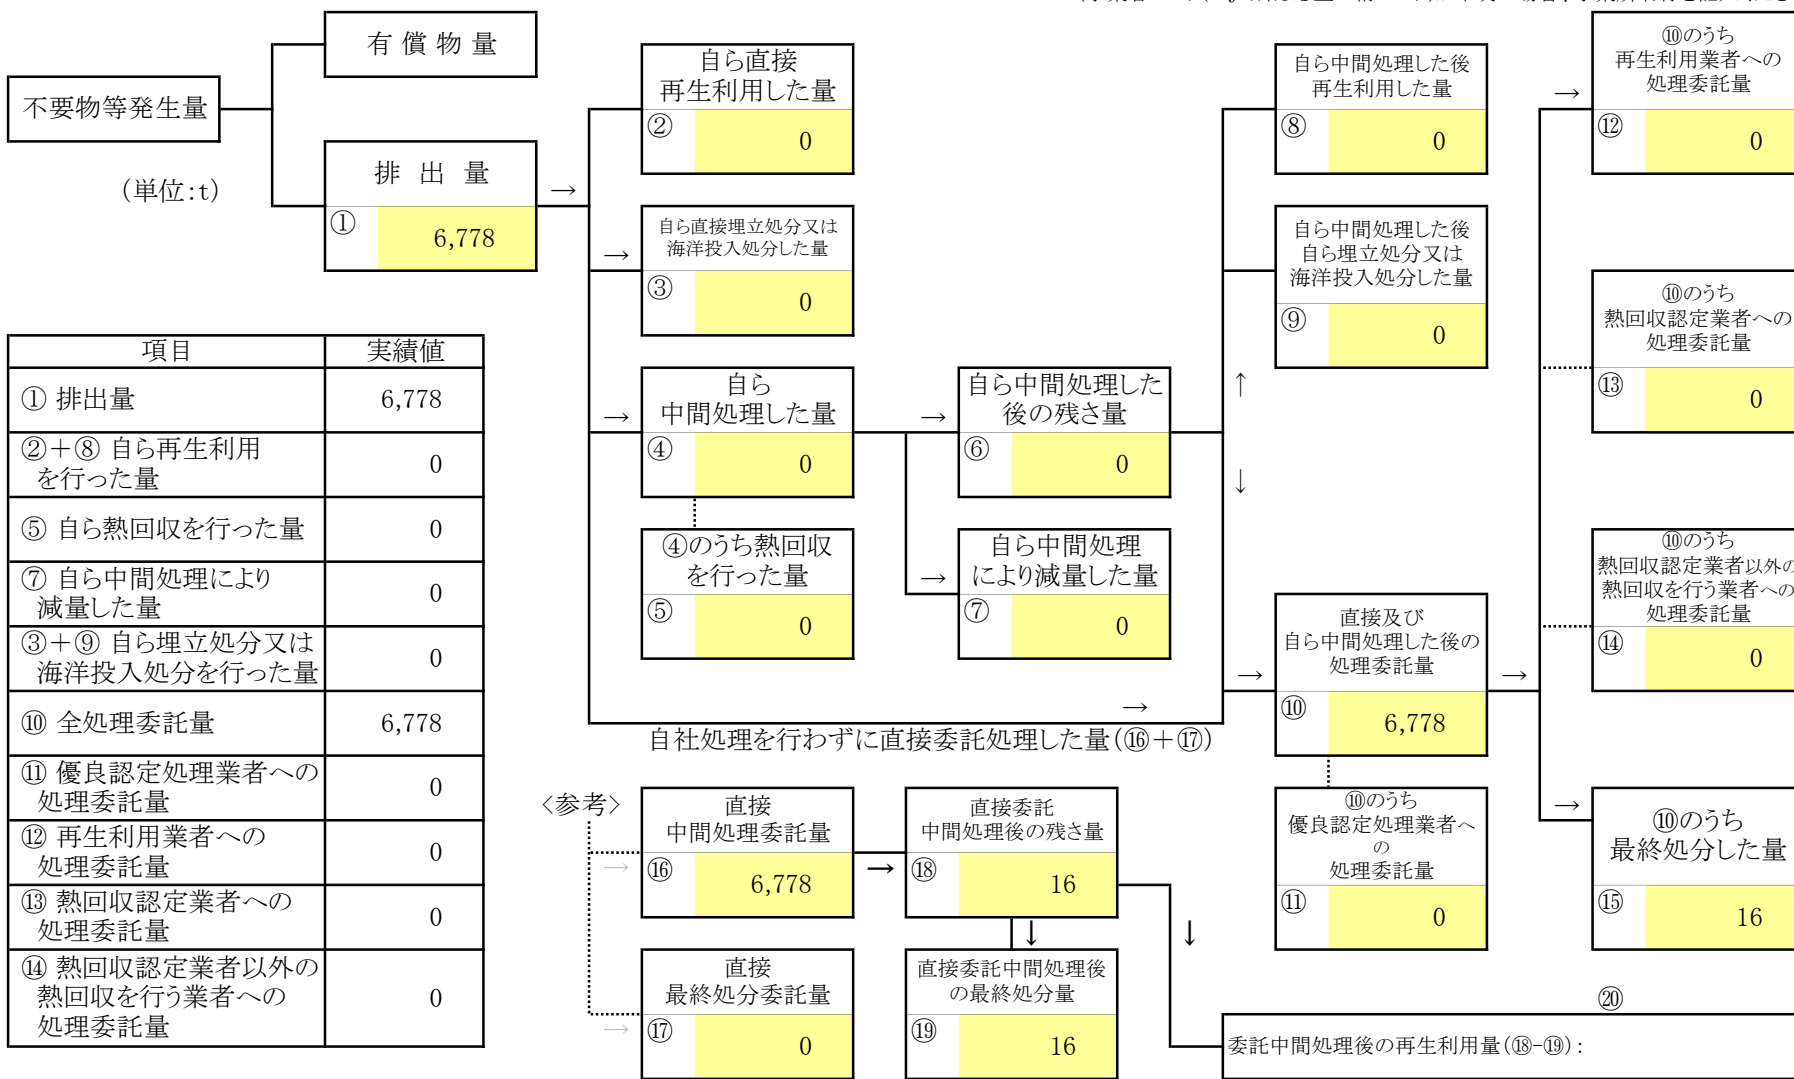 有 償 物 量
不要物等発生量
排 出 量
① 6,778
(単位:t)
→
自ら直接
再生利用した量
② 0
→
自ら直接埋立処分又は
海洋投入処分した量
③ 0
→
自ら
中間処理した量
④ 0
④のうち熱回収
を行った量
⑤ 0
→
自ら中間処理した
後の残さ量
⑥ 0
→
自ら中間処理
により減量した量
⑦ 0
↑
↓
自ら中間処理した後
再生利用した量
⑧ 0
自ら中間処理した後
自ら埋立処分又は
海洋投入処分した量
⑨ 0
→
直接及び
自ら中間処理した後の
処理委託量
⑩ 6,778
⑩のうち
優良認定処理業者へ
の
処理委託量
⑪ 0
→
→
⑩のうち
再生利用業者への
処理委託量
⑫ 0
⑩のうち
熱回収認定業者への
処理委託量
⑬ 0
⑩のうち
熱回収認定業者以外の
熱回収を行う業者への
処理委託量
⑭ 0
→
⑩のうち
最終処分した量
⑮ 16
→
自社処理を行わずに直接委託処理した量(⑯+⑰)
<参考>
→
直接
中間処理委託量
⑯ 6,778
→
直接委託
中間処理後の残さ量
⑱ 16
→
直接
最終処分委託量
⑰ 0
↓
直接委託中間処理後
の最終処分量
⑲ 16
↓
⑳
委託中間処理後の再生利用量(⑱-⑲):
項目 実績値
① 排出量 6,778
②+⑧ 自ら再生利用
を行った量 0
⑤ 自ら熱回収を行った量 0
⑦ 自ら中間処理により
減量した量 0
③+⑨ 自ら埋立処分又は
海洋投入処分を行った量 0
⑩ 全処理委託量 6,778
⑪ 優良認定処理業者への
処理委託量 0
⑫ 再生利用業者への
処理委託量 0
⑬ 熱回収認定業者への
処理委託量 0
⑭ 熱回収認定業者以外の
熱回収を行う業者への
処理委託量 0